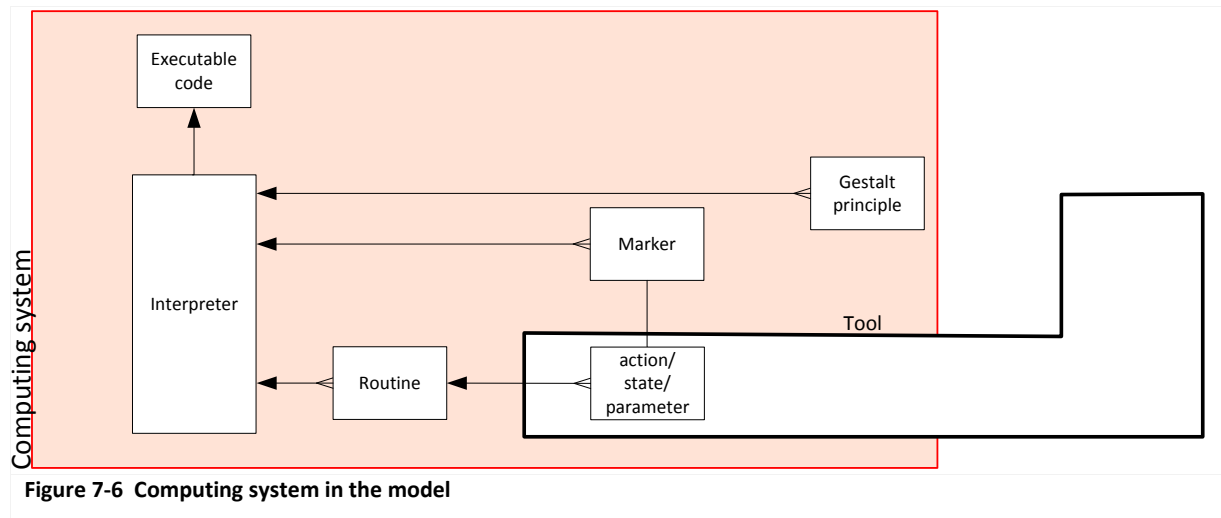 Executable
code
Gestalt
principle
Marker
Interpreter
Computing system
Tool
action/
state/
parameter
Routine
Figure 7-6 Computing system in the model